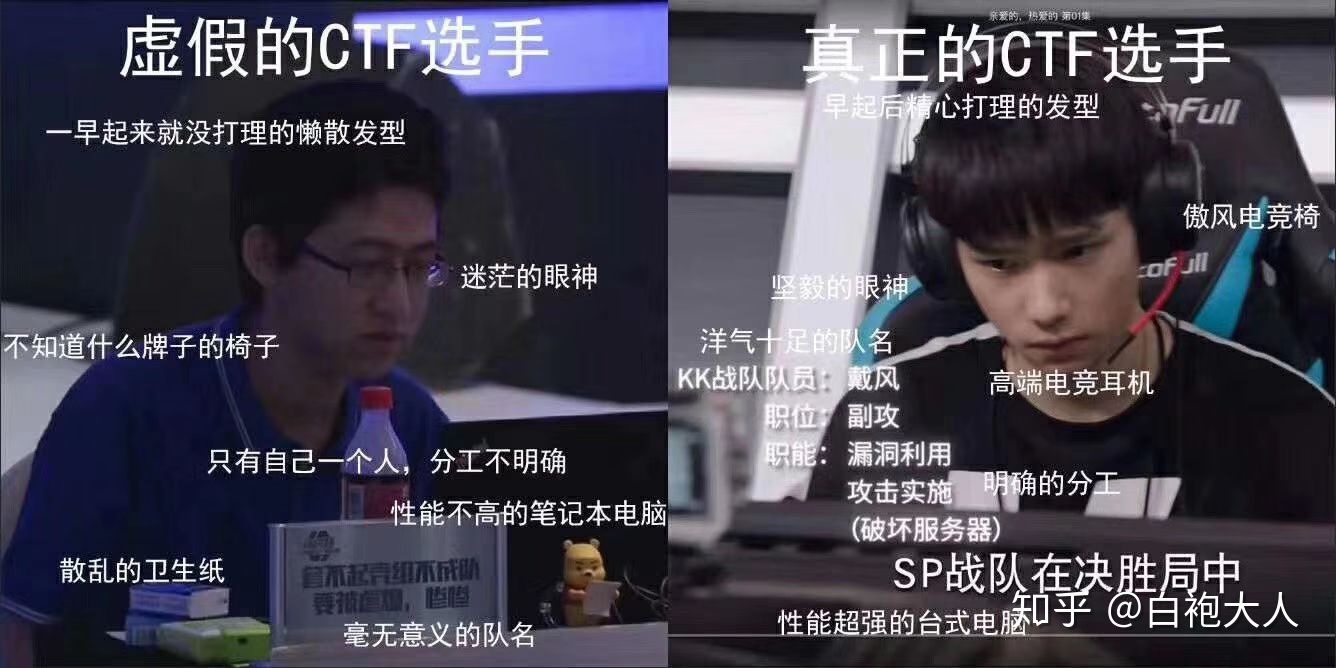 虚假的CTF选手
一早起来就没打理的懒散发型
迷茫的眼神
不知道什么牌子的椅子
只有自己一个人，分工不明确
性能不高的笔记本电脑
散乱的卫生纸
要被虐爆，惨惨
毫无意义的队名
亲爱的，热爱的 第01集
真正的CTF选手
早起后精心打理的发型
傲风电竞椅
坚毅的眼神
洋气十足的队名
KK战队队员：戴风
高端电竞耳机
职位：副攻
职能：漏洞利用
攻击实施
明确的分工
(破坏服务器)
SP战队在决胜局中
知乎 @白袍大人
性能超强的台式电脑